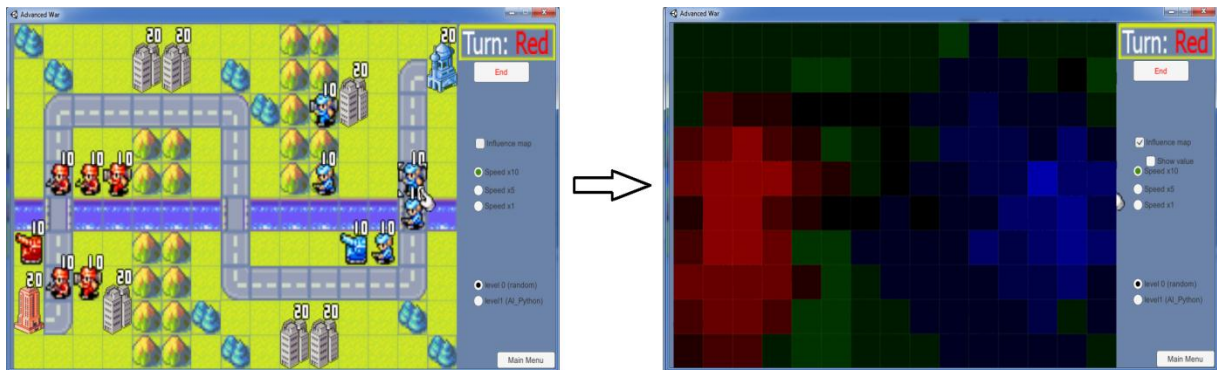 Advanced War
20 20
20
Turn: Red
End
20
10
Influence map
10 10 10
10
10
Speed x10
Speed x5
10
Speed x1
10
10 10
20
10 10
20
level 0 (random)
level1 (AI_Python)
20 20
Main Menu
Advanced War
Turn: Red
End
Influence map
Show value
Speed x10
Speed x5
Speed x1
level 0 (random)
level1 (AI_Python)
Main Menu